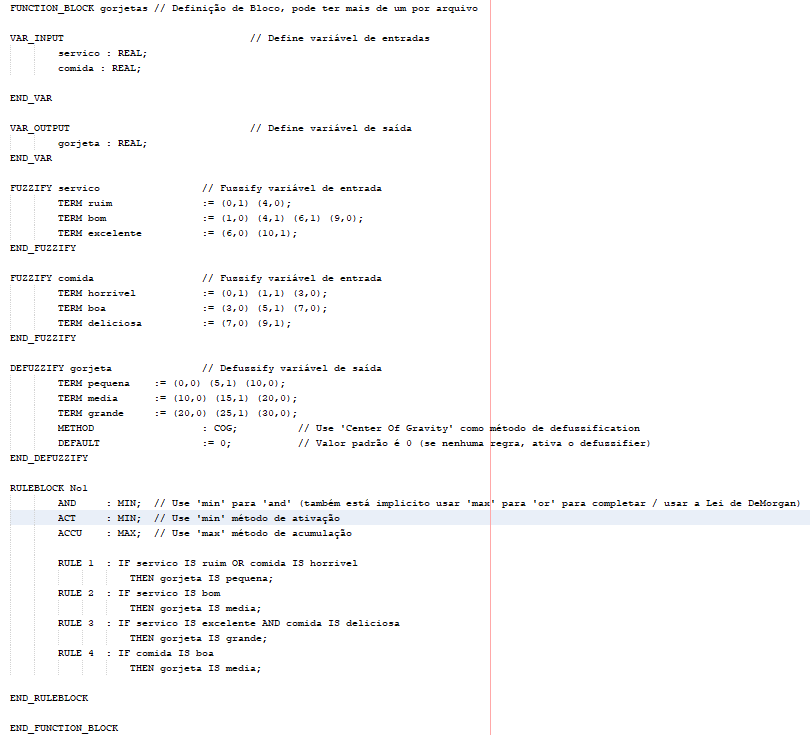 FUNCTION_BLOCK gorjetas // Definição de Bloco, pode ter mais de um por arquivo
VAR_INPUT // Define variável de entradas
servico : REAL;
comida : REAL;
END_VAR
VAR_OUTPUT // Define variável de saída
gorjeta : REAL;
END_VAR
FUZZIFY servico // Fuzzify variável de entrada
TERM ruim := (0,1) (4,0);
TERM bom := (1,0) (4,1) (6,1) (9,0);
TERM excelente := (6,0) (10,1);
END_FUZZIFY
FUZZIFY comida // Fuzzify variável de entrada
TERM horrivel := (0,1) (1,1) (3,0);
TERM boa := (3,0) (5,1) (7,0);
TERM deliciosa := (7,0) (9,1);
END_FUZZIFY
DEFUZZIFY gorjeta // Defuzzify variável de saída
TERM pequena := (0,0) (5,1) (10,0);
TERM media := (10,0) (15,1) (20,0);
TERM grande := (20,0) (25,1) (30,0);
METHOD : COG; // Use 'Center Of Gravity' como método de defuzzification
DEFAULT := 0; // Valor padrão é 0 (se nenhuma regra, ativa o defuzzifier)
END_DEFUZZIFY
RULEBLOCK No1
AND : MIN; // Use 'min' para 'and' (também está implicito usar 'max' para 'or' para completar / usar a Lei de DeMorgan)
ACT : MIN; // Use 'min' método de ativação
ACCU : MAX; // Use 'max' método de acumulação
RULE 1 : IF servico IS ruim OR comida IS horrivel
THEN gorjeta IS pequena;
RULE 2 : IF servico IS bom
THEN gorjeta IS media;
RULE 3 : IF servico IS excelente AND comida IS deliciosa
THEN gorjeta IS grande;
RULE 4 : IF comida IS boa
THEN gorjeta IS media;
END_RULEBLOCK
END_FUNCTION_BLOCK